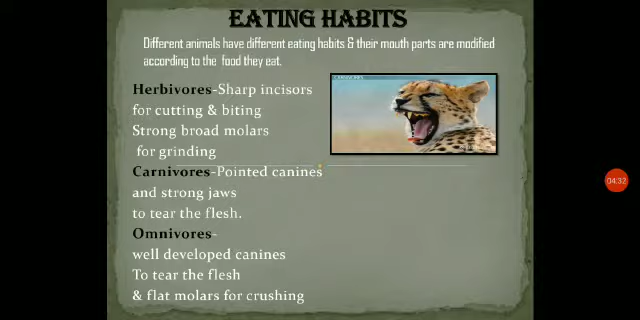 EATING HABITS
Different animals have different eating habits & their mouth parts are modified
according to the food they eat.
Herbivores-Sharp incisors
for cutting & biting
Strong broad molars
for grinding
Carnivores-Pointed canines
and strong jaws
to tear the flesh.
Omnivores-
well developed canines
To tear the flesh
& flat molars for crushing
04:32